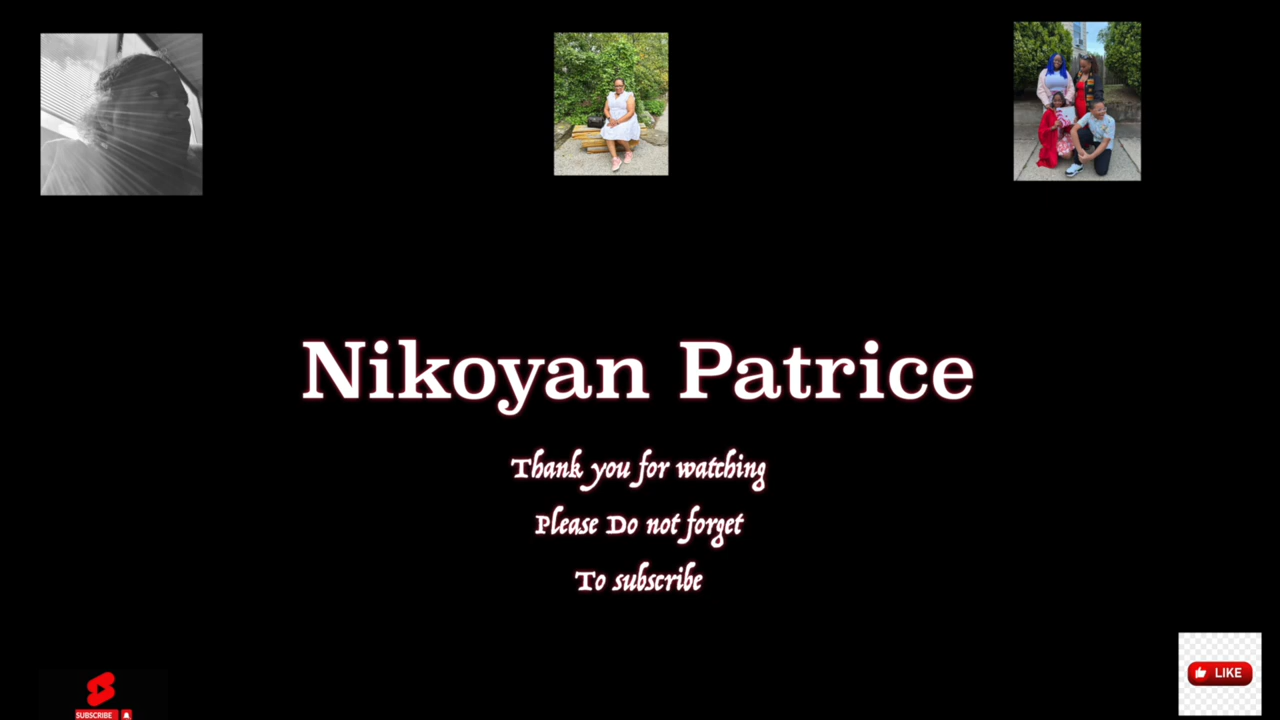 Nikoyan Patrice
Thank you for watching
Please Do not forget
To subscribe
LIKE
SUBSCRIBE